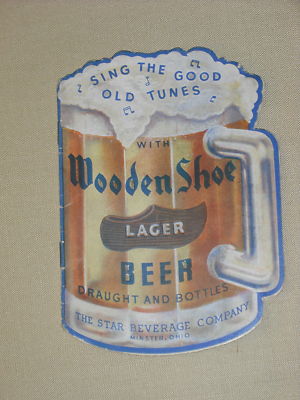 SING THE GOOD
OLD TUNES
WITH
Wooden Shoe
LAGER
BEER
DRAUGHT AND BOTTLES
THE STAR BEVERAGE COMPANY
MINSTER, OHIO